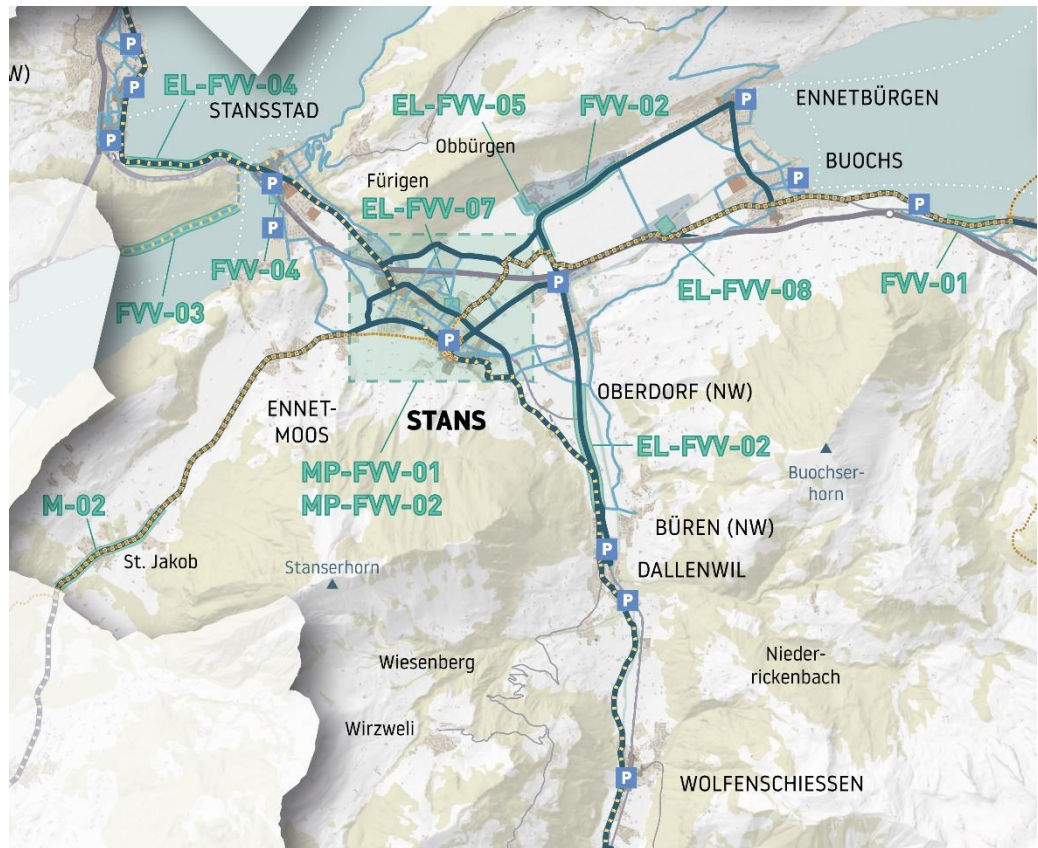 P
P
W)
EL-FVV-04
STANSSTAD
EL-FVV-05
FVV-02
P
ENNETBÜRGEN
P
Obbürgen
BUOCHS
P
P
Fürigen
EL-FVV-07
P
P
FVV-04
FVV-03
P
EL-FVV-08
FVV-01
P
ENNET-
MOOS
STANS
OBERDORF (NW)
EL-FVV-02
MP-FVV-01
MP-FVV-02
Buochser-
horn
M-02
St. Jakob
BÜREN (NW)
P
Stanserhorn
DALLENWIL
P
Wiesenberg
Nieder-
rickenbach
Wirzweli
P
WOLFENSCHIESSEN